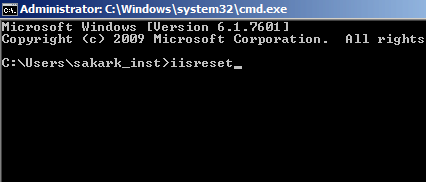 Administrator: C:\Windows\system32\cmd.exe
Microsoft Windows [Version 6.1.7601]
Copyright (c) 2009 Microsoft Corporation.  All rights
C:\Users\sakark_inst>iisreset_